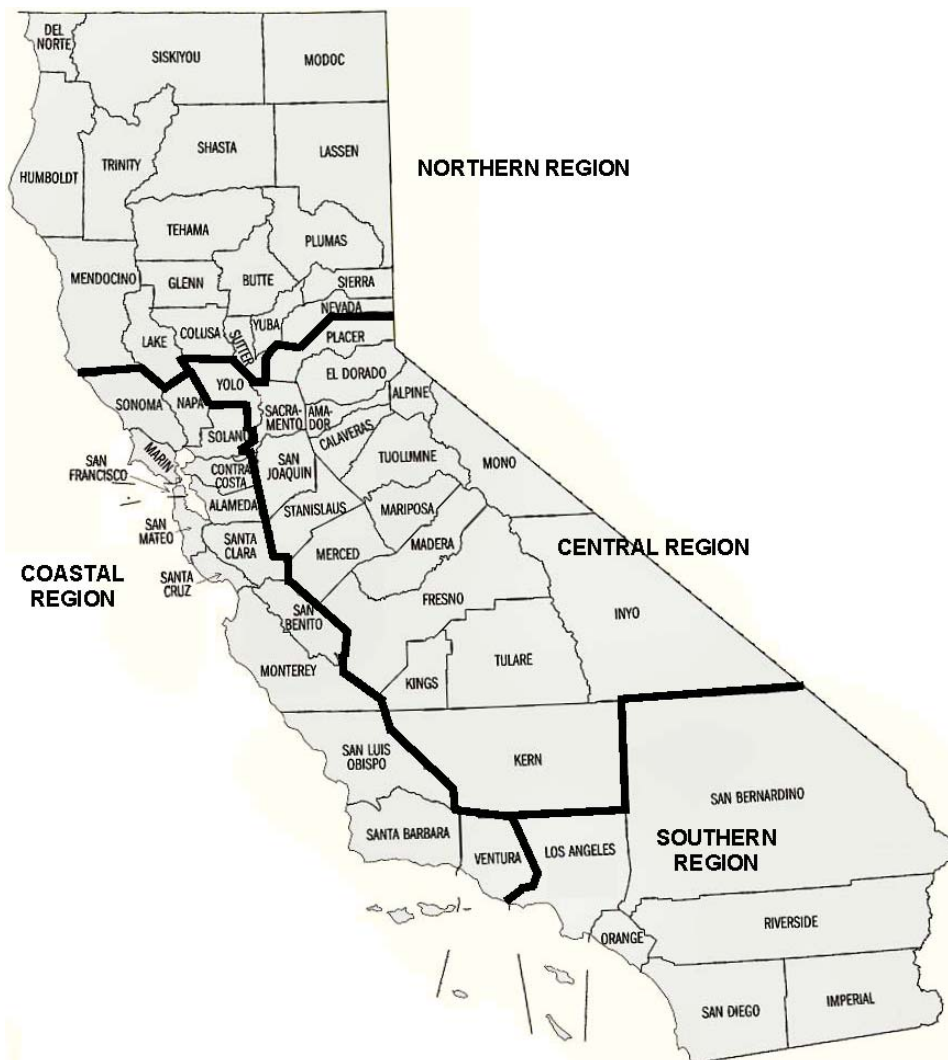 DEL
NORTE
SISKIYOU
MODOC
HUMBOLDT
TRINITY
SHASTA
LASSEN
NORTHERN REGION
TEHAMA
PLUMAS
MENDOCINO
GLENN
BUTTE
SIERRA
NEVADA
YUBA
COLUSA
SUTTER
LAKE
PLACER
YOLO
EL DORADO
SONOMA
NAPA
SACRA-
MENTO
AMA-
DOR
ALPINE
SOLANO
CALAVERAS
MARIN
SAN
FRANCISCO
CONTRA
COSTA
SAN
JOAQUIN
TUOLUMNE
MONO
ALAMEDA
STANISLAUS
MARIPOSA
SAN
MATEO
SANTA
CLARA
MERCED
MADERA
CENTRAL REGION
COASTAL
REGION
SANTA
CRUZ
SAN
BENITO
FRESNO
INYO
MONTEREY
KINGS
TULARE
SAN LUIS
OBISPO
KERN
SAN BERNARDINO
SANTA BARBARA
VENTURA
LOS ANGELES
SOUTHERN
REGION
ORANGE
RIVERSIDE
SAN DIEGO
IMPERIAL